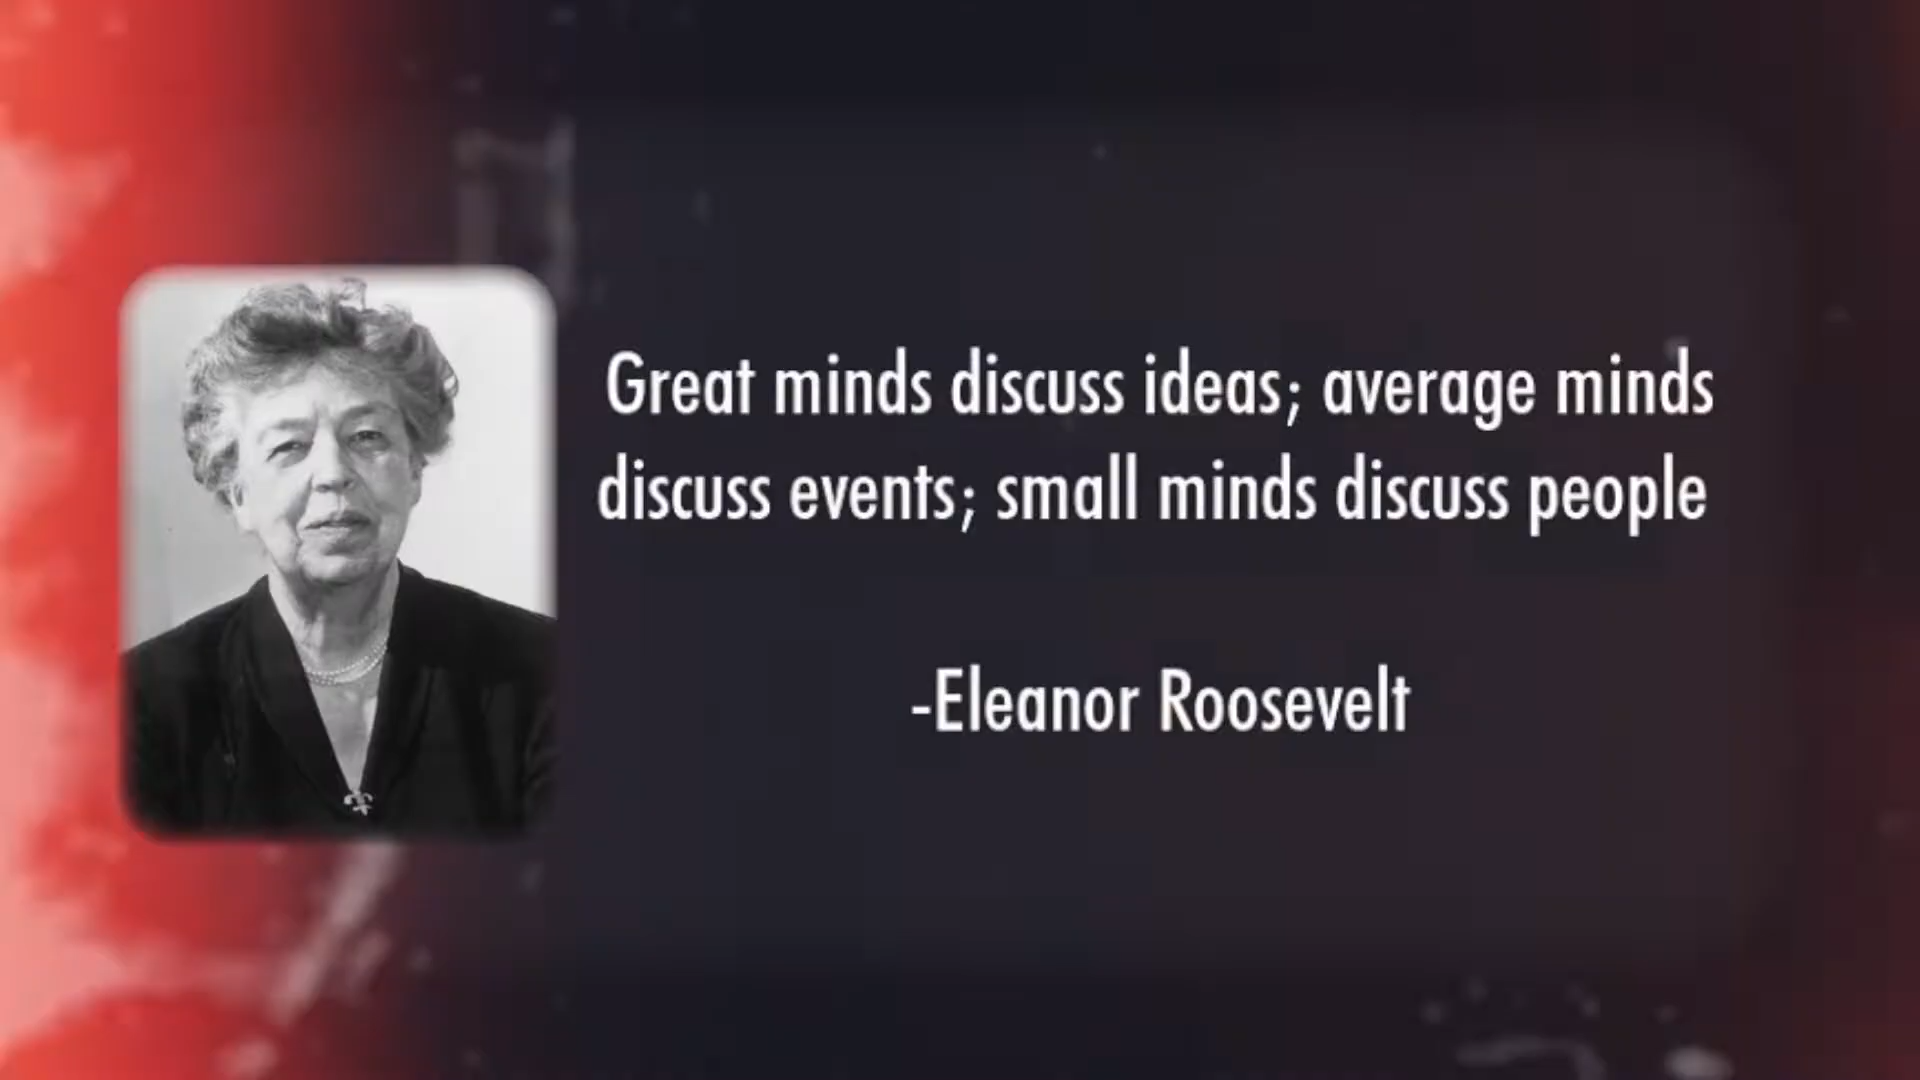 Great minds discuss ideas; average minds
discuss events; small minds discuss people
-Eleanor Roosevelt